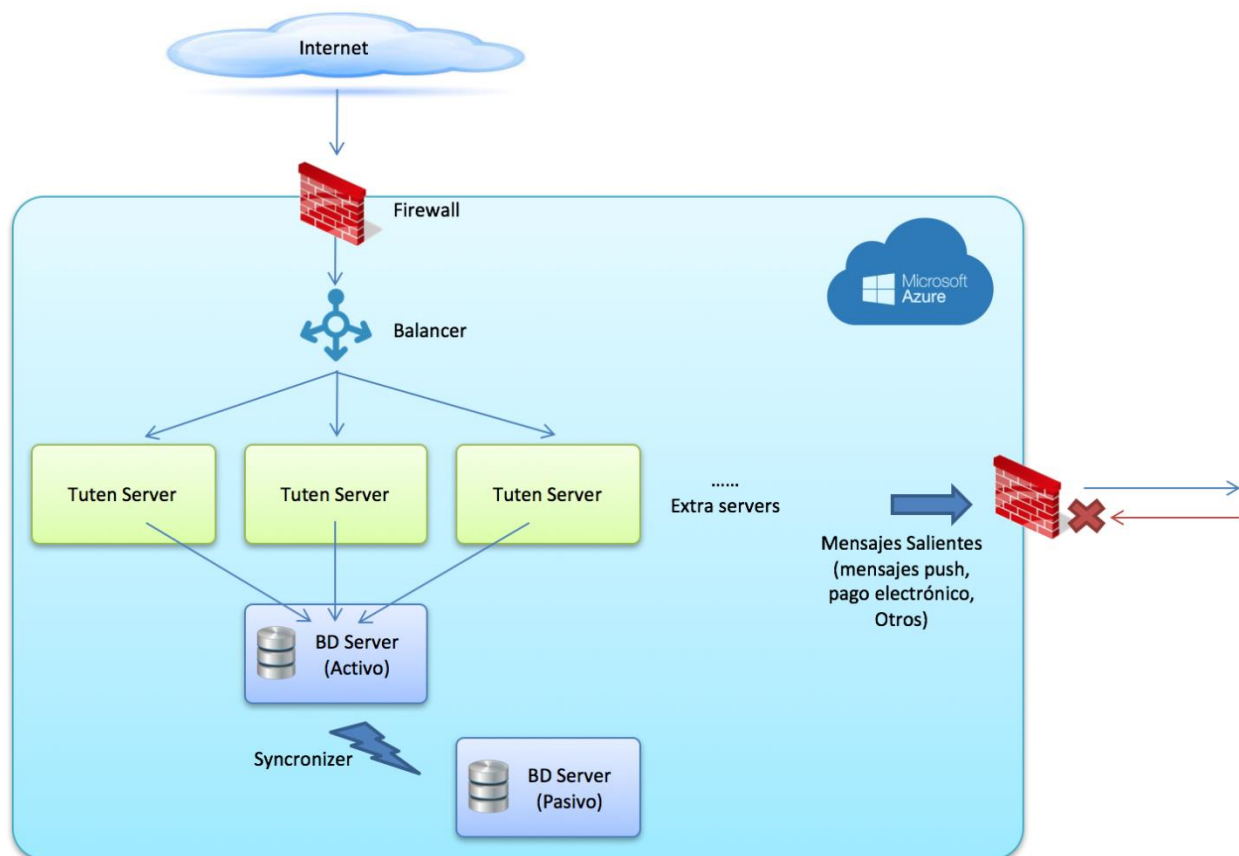 Internet
Firewall
Microsoft
Azure
Balancer
Tuten Server
Tuten Server
Tuten Server
......
Extra servers
Mensajes Salientes
(mensajes push,
pago electrónico,
Otros)
BD Server
(Activo)
Syncronizer
BD Server
(Pasivo)